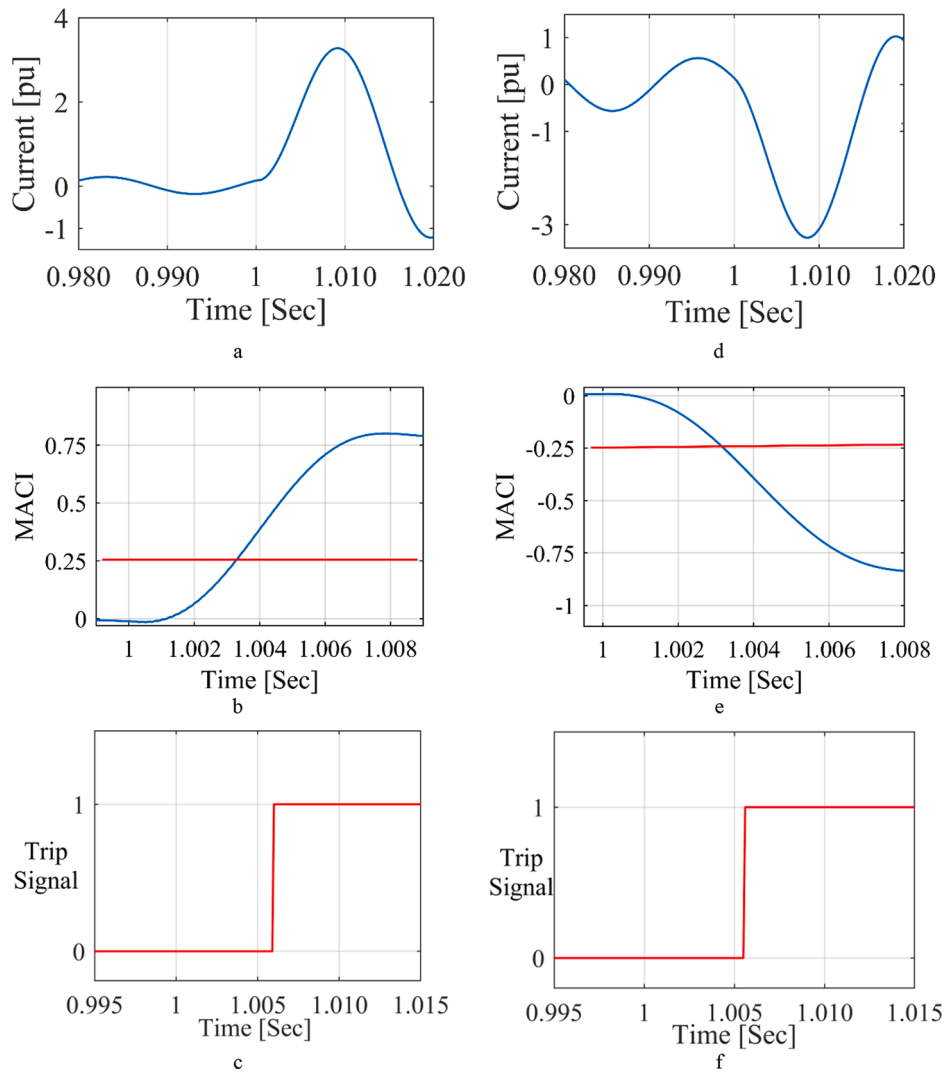 4
2
0
-1
Current [pu]
0.980 0.990 1 1.010 1.020
Time [Sec]
a
1
0
-1
-3
Current [pu]
0.980 0.990 1 1.010 1.020
Time [Sec]
d
0.75
0.5
0.25
0
MACI
1 1.002 1.004 1.006 1.008
Time [Sec]
b
0
-0.25
-0.5
-0.75
-1
MACI
1 1.002 1.004 1.006 1.008
Time [Sec]
e
1
Trip
Signal
0
0.995 1 1.005 1.010 1.015
Time [Sec]
c
1
Trip
Signal
0
0.995 1 1.005 1.010 1.015
Time [Sec]
f